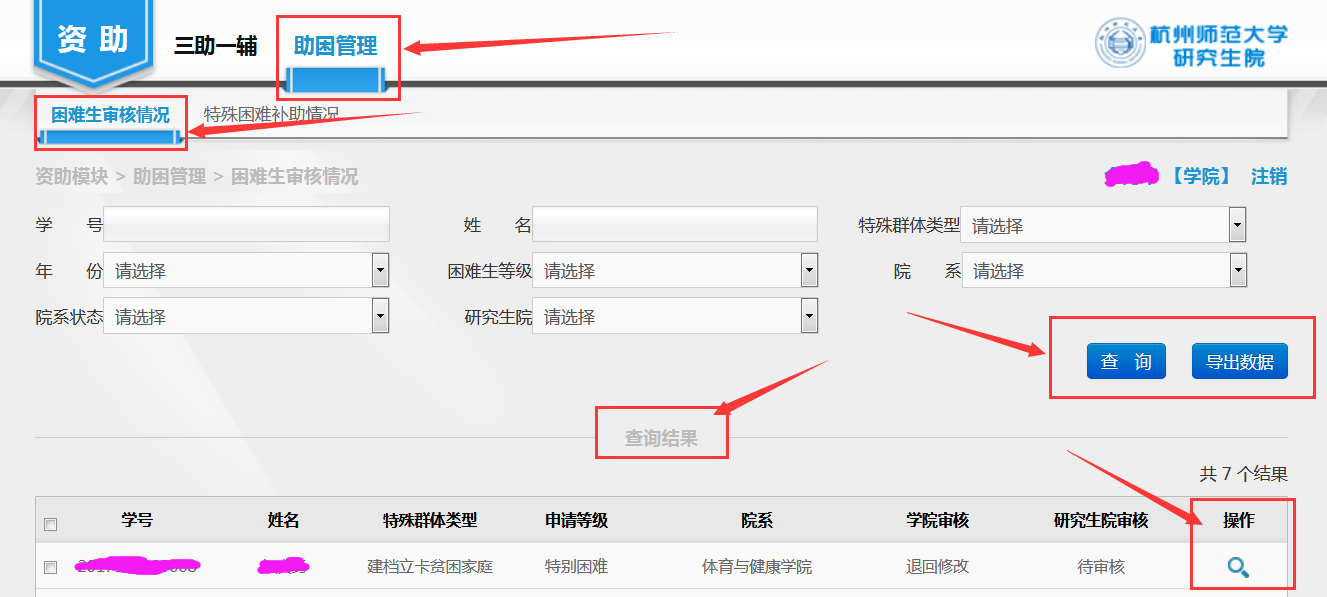 资 助
三助一辅
助困管理
杭州师范大学
研究生院
困难生审核情况
特殊困难补助情况
资助模块 > 助困管理 > 困难生审核情况
【学院】 注销
学 号
姓 名
特殊群体类型 请选择
年 份 请选择
困难生等级 请选择
院 系 请选择
院系状态 请选择
研究生院 请选择
查 询
导出数据
查询结果
共 7 个结果
学号 姓名 特殊群体类型 申请等级 院系 学院审核 研究生院审核 操作
建档立卡贫困家庭 特别困难 体育与健康学院 退回修改 待审核